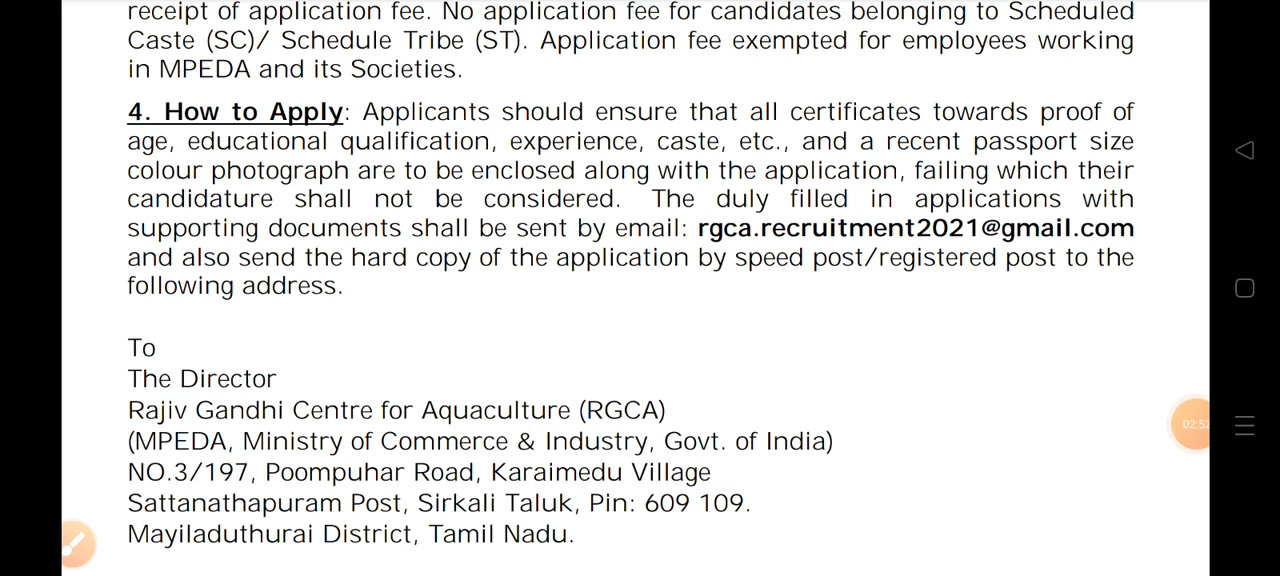 receipt of application fee. No application fee for candidates belonging to Scheduled
Caste (SC)/ Schedule Tribe (ST). Application fee exempted for employees working
in MPEDA and its Societies.
4. How to Apply: Applicants should ensure that all certificates towards proof of
age, educational qualification, experience, caste, etc., and a recent passport size
colour photograph are to be enclosed along with the application, failing which their
candidature shall not be considered. The duly filled in applications with
supporting documents shall be sent by email: rgca.recruitment2021@gmail.com
and also send the hard copy of the application by speed post/registered post to the
following address.
To
The Director
Rajiv Gandhi Centre for Aquaculture (RGCA)
(MPEDA, Ministry of Commerce & Industry, Govt. of India)
NO.3/197, Poompuhar Road, Karaimedu Village
Sattanathapuram Post, Sirkali Taluk, Pin: 609 109.
Mayiladuthurai District, Tamil Nadu.